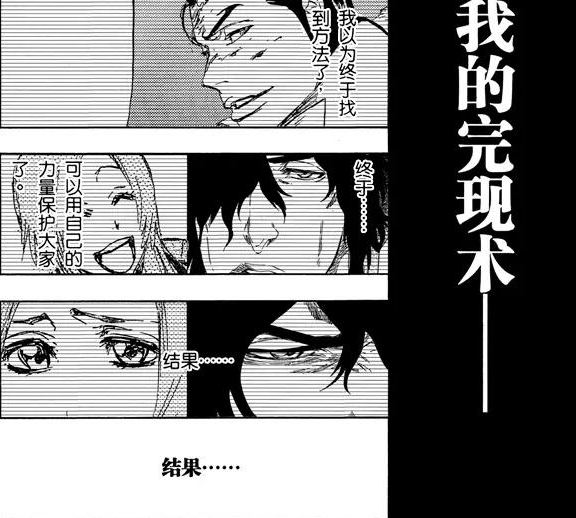 我的完现术——
我以为终于找
到方法了，
终于……
可以用自己的
力量保护大家
了。
结果……
结果……